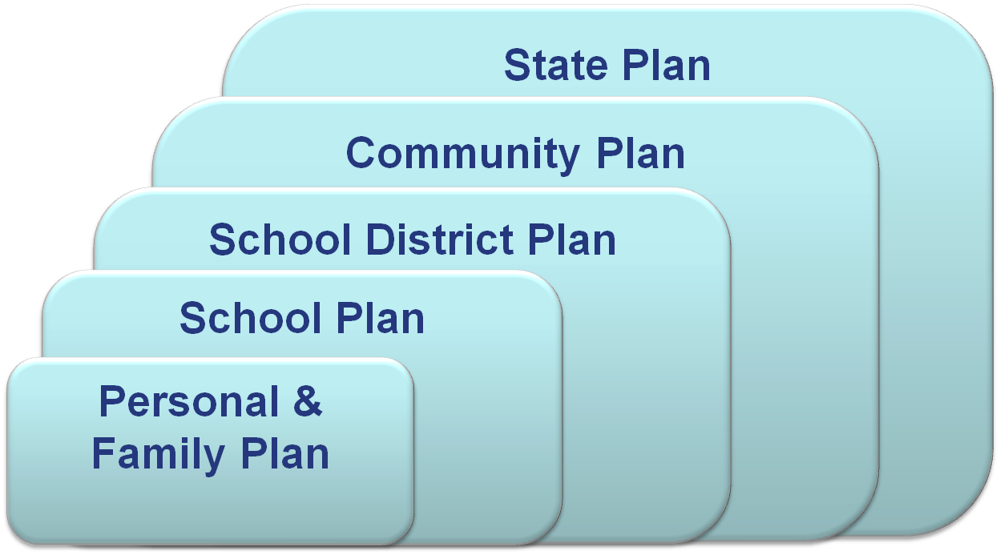 State Plan
Community Plan
School District Plan
School Plan
Personal &
Family Plan